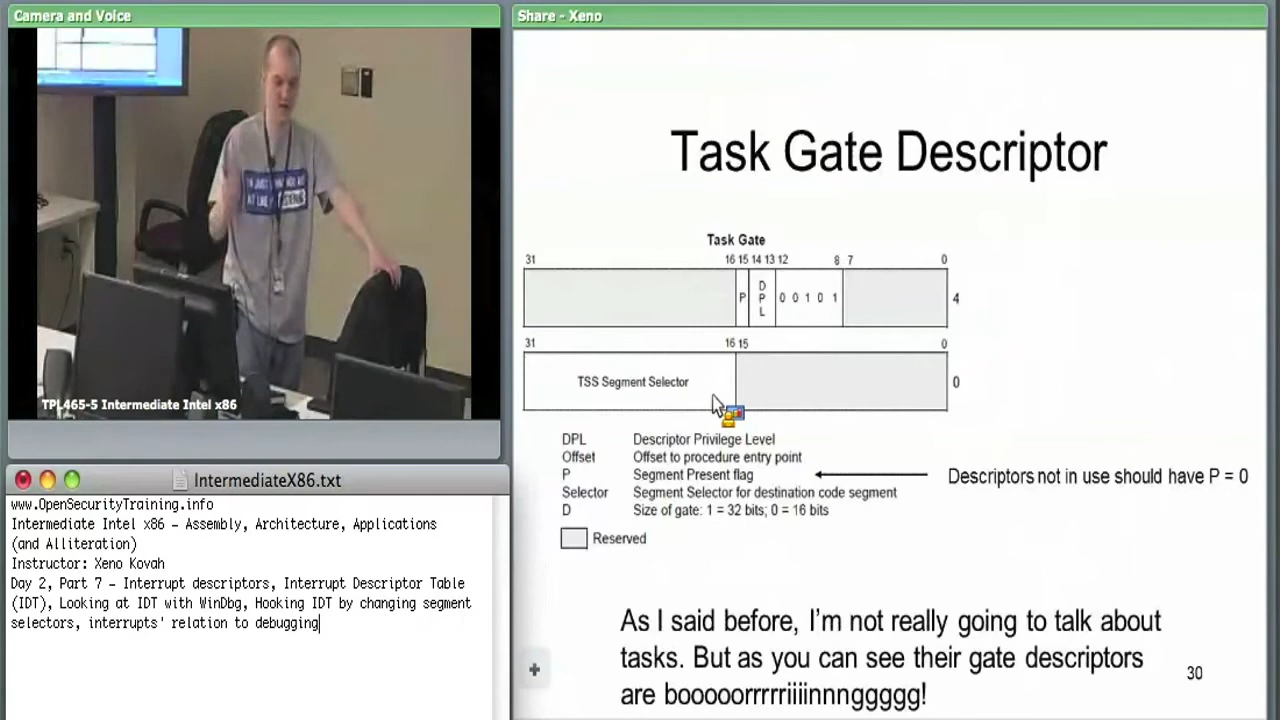 Camera and Voice
TPL465-5 Intermediate Intel x86
IntermediateX86.txt
www.OpenSecurityTraining.info
Intermediate Intel x86 – Assembly, Architecture, Applications
(and Alliteration)
Instructor: Xeno Kovah
Day 2, Part 7 – Interrupt descriptors, Interrupt Descriptor Table
(IDT), Looking at IDT with WinDbg, Hooking IDT by changing segment
selectors, interrupts' relation to debugging
Share - Xeno
Task Gate Descriptor
Task Gate
31 16 15 14 13 12 8 7 0
P D P L 0 0 1 0 1 4
31 16 15 0
TSS Segment Selector 0
DPL Descriptor Privilege Level
Offset Offset to procedure entry point
P Segment Present flag Descriptors not in use should have P = 0
Selector Segment Selector for destination code segment
D Size of gate: 1 = 32 bits; 0 = 16 bits
Reserved
As I said before, I'm not really going to talk about
tasks. But as you can see their gate descriptors
are booooorrrrriiiinnnggggg!
30